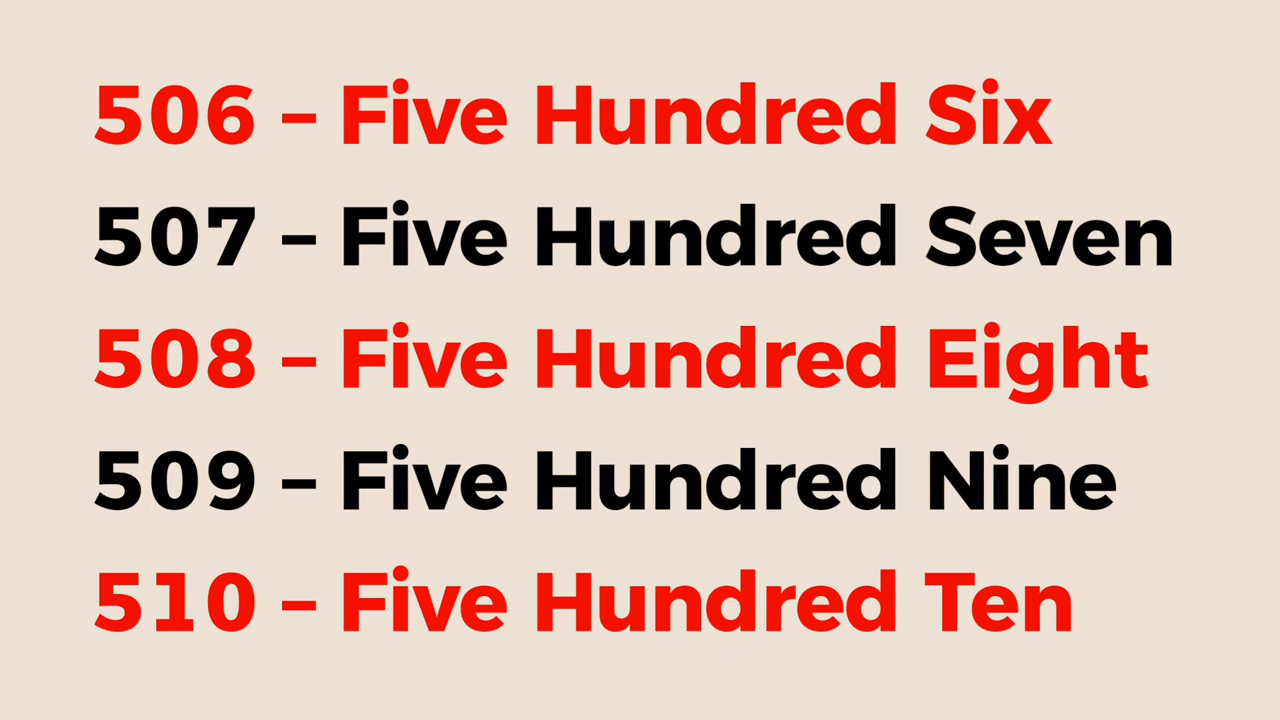 506 – Five Hundred Six
507 – Five Hundred Seven
508 – Five Hundred Eight
509 – Five Hundred Nine
510 – Five Hundred Ten